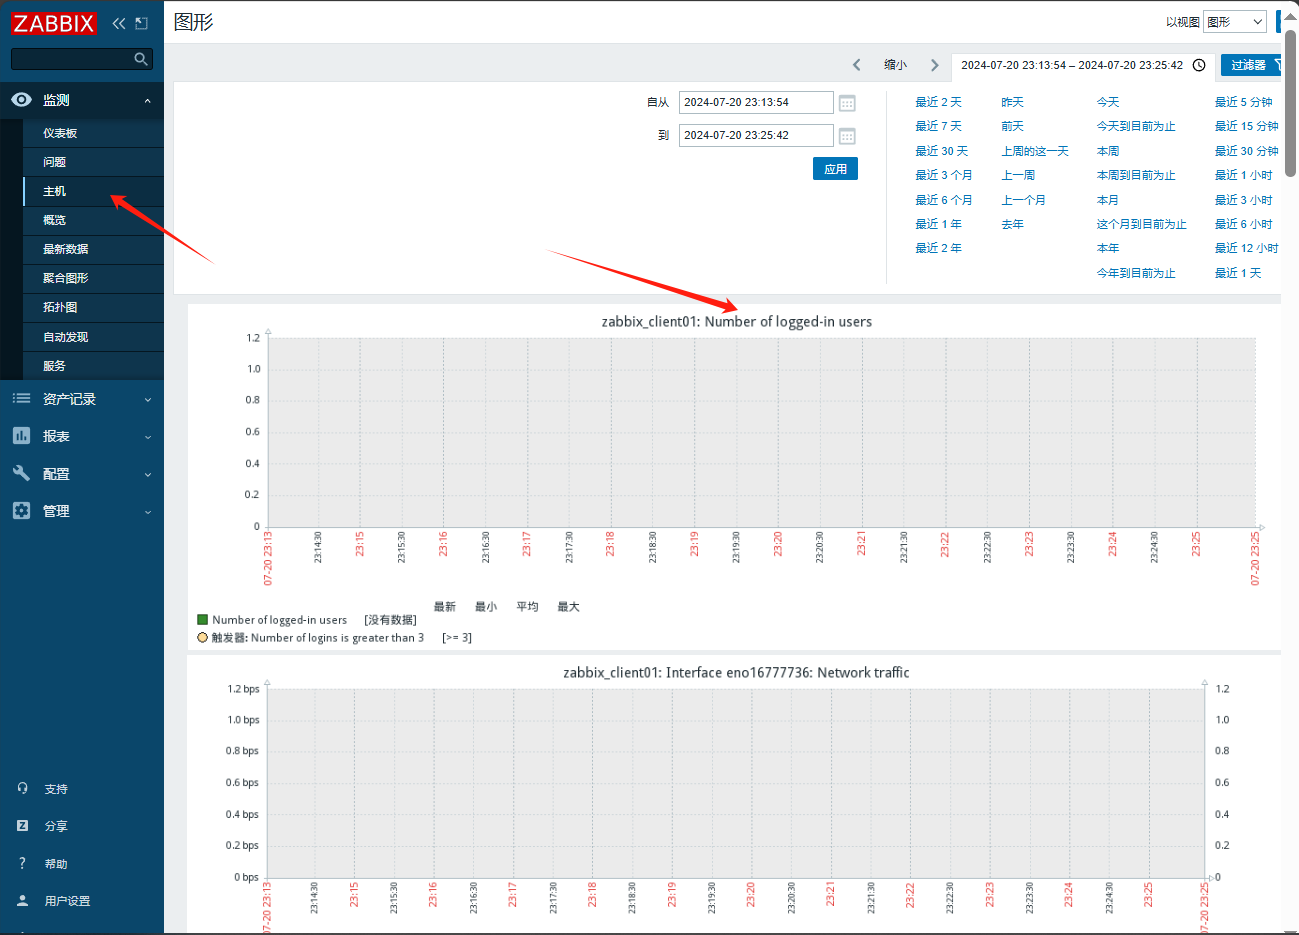 ZABBIX
图形
以视图 图形
缩小
2024-07-20 23:13:54 – 2024-07-20 23:25:42
过滤器
监测
仪表板
问题
主机
概览
最新数据
聚合图形
拓扑图
自动发现
服务
资产记录
报表
配置
管理
支持
分享
帮助
用户设置
自从 2024-07-20 23:13:54
到 2024-07-20 23:25:42
应用
最近 2 天 昨天 今天 最近 5 分钟
最近 7 天 前天 今天到目前为止 最近 15 分钟
最近 30 天 上周的这一天 本周 最近 30 分钟
最近 3 个月 上一周 本周到目前为止 最近 1 小时
最近 6 个月 上一个月 本月 最近 3 小时
最近 1 年 去年 这个月到目前为止 最近 6 小时
最近 2 年 本年 最近 12 小时
今年到目前为止 最近 1 天
zabbix_client01: Number of logged-in users
1.2
1.0
0.8
0.6
0.4
0.2
0
07-20 23:13 23:14:30 23:15 23:15:30 23:16 23:16:30 23:17 23:17:30 23:18 23:18:30 23:19 23:19:30 23:20 23:20:30 23:21 23:21:30 23:22 23:22:30 23:23 23:23:30 23:24 23:24:30 23:25 07-20 23:25
最新 最小 平均 最大
Number of logged-in users [没有数据]
触发器: Number of logins is greater than 3 [>= 3]
zabbix_client01: Interface eno16777736: Network traffic
1.2 bps 1.2
1.0 bps 1.0
0.8 bps 0.8
0.6 bps 0.6
0.4 bps 0.4
0.2 bps 0.2
0 bps 0
07-20 23:13 23:14:30 23:15 23:15:30 23:16 23:16:30 23:17 23:17:30 23:18 23:18:30 23:19 23:19:30 23:20 23:20:30 23:21 23:21:30 23:22 23:22:30 23:23 23:23:30 23:24 23:24:30 23:25 07-20 23:25